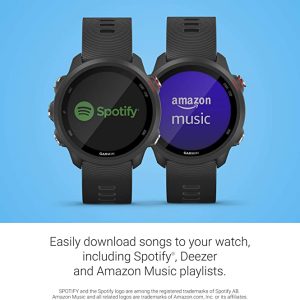 Spotify®
amazon
music
GARMIN
GARMIN
Easily download songs to your watch,
including Spotify®, Deezer
and Amazon Music playlists.
SPOTIFY and the Spotify logo are among the registered trademarks of Spotify AB.
Amazon Music and all related logos are trademarks of Amazon.com, Inc. or its affiliates.